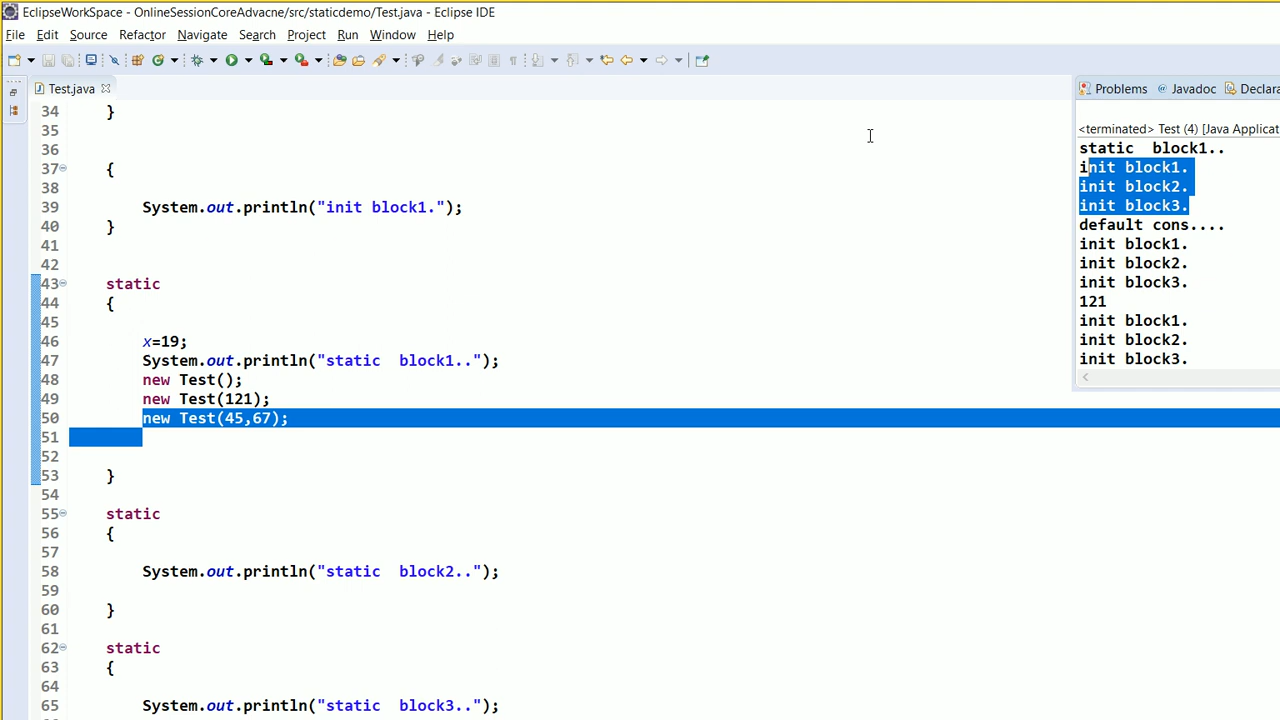 EclipseWorkSpace - OnlineSessionCoreAdvacne/src/staticdemo/Test.java - Eclipse IDE
File Edit Source Refactor Navigate Search Project Run Window Help
Test.java
34 }
35
36
37 {
38
39 System.out.println("init block1.");
40 }
41
42
43 static
44 {
45
46 x=19;
47 System.out.println("static  block1..");
48 new Test();
49 new Test(121);
50 new Test(45,67);
51
52
53 }
54
55 static
56 {
57
58 System.out.println("static  block2..");
59
60 }
61
62 static
63 {
64
65 System.out.println("static  block3..");
Problems @ Javadoc Declara
<terminated> Test (4) [Java Applicat
static  block1..
init block1.
init block2.
init block3.
default cons....
init block1.
init block2.
init block3.
121
init block1.
init block2.
init block3.